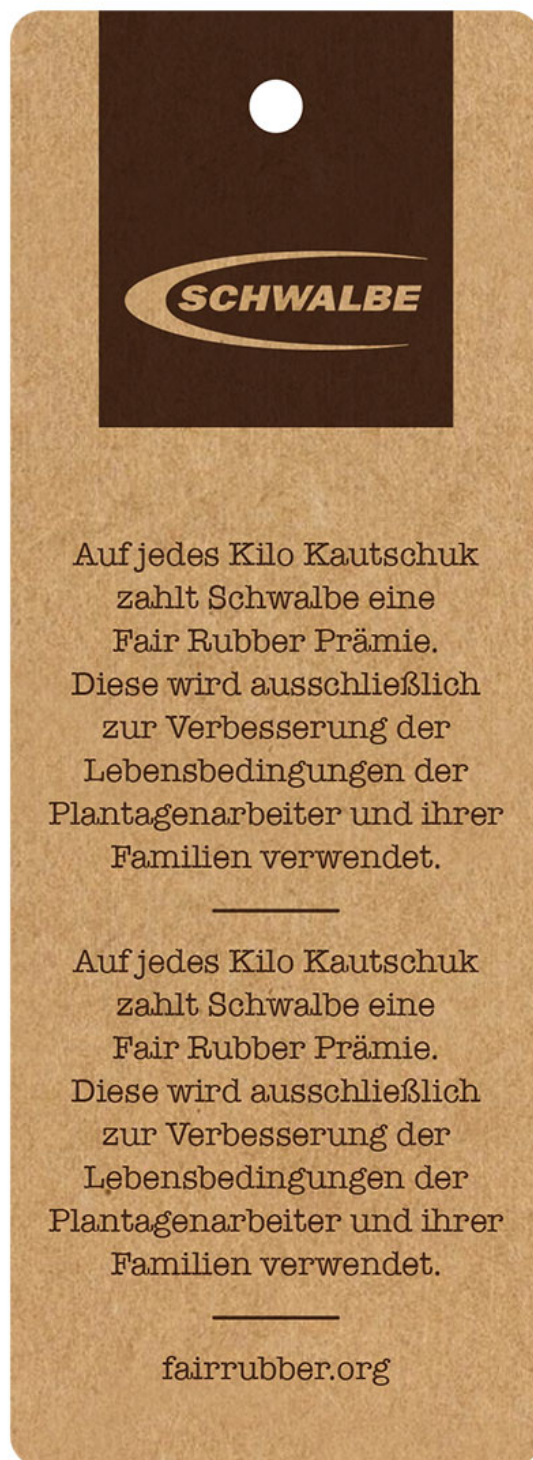 SCHWALBE
Auf jedes Kilo Kautschuk
zahlt Schwalbe eine
Fair Rubber Prämie.
Diese wird ausschließlich
zur Verbesserung der
Lebensbedingungen der
Plantagenarbeiter und ihrer
Familien verwendet.
Auf jedes Kilo Kautschuk
zahlt Schwalbe eine
Fair Rubber Prämie.
Diese wird ausschließlich
zur Verbesserung der
Lebensbedingungen der
Plantagenarbeiter und ihrer
Familien verwendet.
fairrubber.org